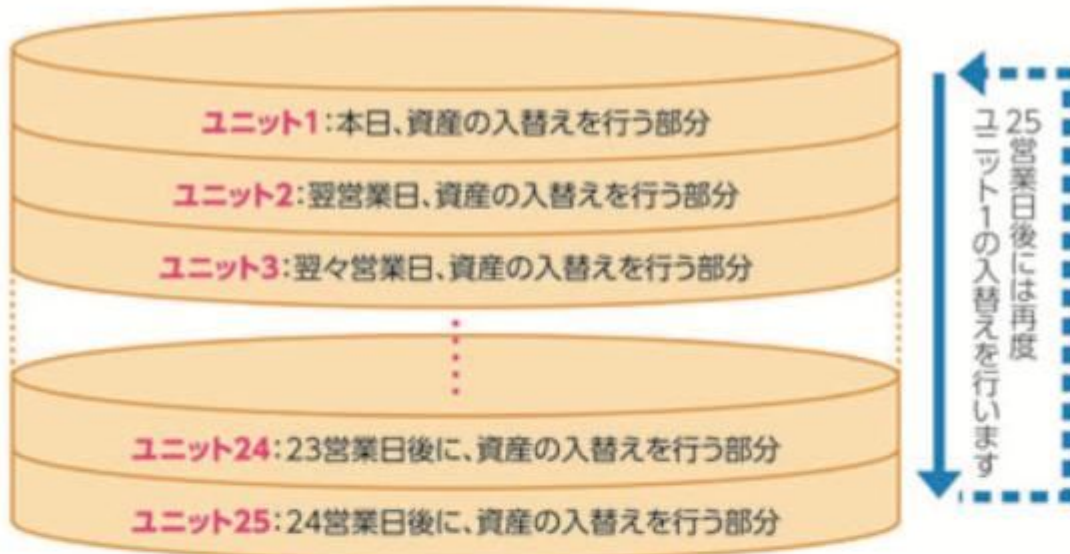 ユニット1:本日、資産の入替えを行う部分
ユニット2:翌営業日、資産の入替えを行う部分
ユニット3:翌々営業日、資産の入替えを行う部分
ユニット24:23営業日後に、資産の入替えを行う部分
ユニット25:24営業日後に、資産の入替えを行う部分
25営業日後には再度
ユニット1の入替えを行います